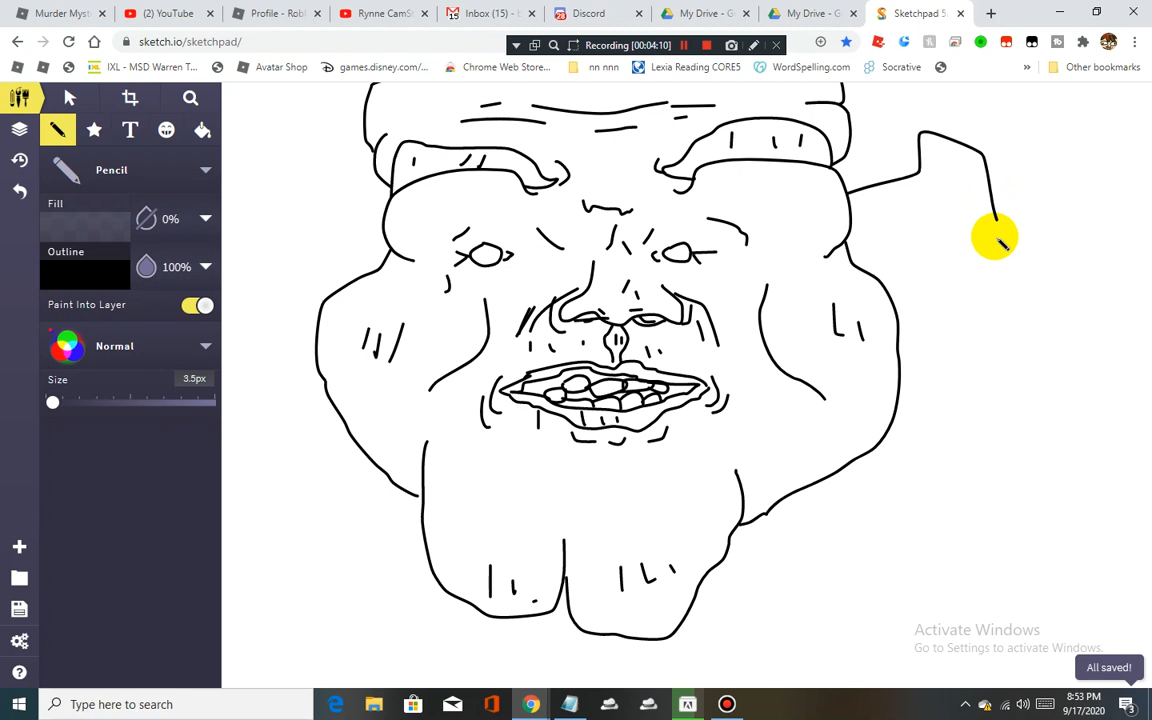 Murder Myst
(2) YouTube
Profile - Robl
Rynne CamSt
Inbox (15) - b
Discord
My Drive - G
My Drive - G
Sketchpad 5.
sketch.io/sketchpad/
Recording [00:04:10]
IXL - MSD Warren T...
Avatar Shop
games.disney.com/...
Chrome Web Store...
nn nnn
Lexia Reading CORE5
WordSpelling.com
Socrative
»
Other bookmarks
T
Pencil
Fill
0%
Outline
100%
Paint Into Layer
Normal
Size
3.5px
Activate Windows
Go to Settings to activate Windows.
All saved!
Type here to search
8:53 PM
9/17/2020
3